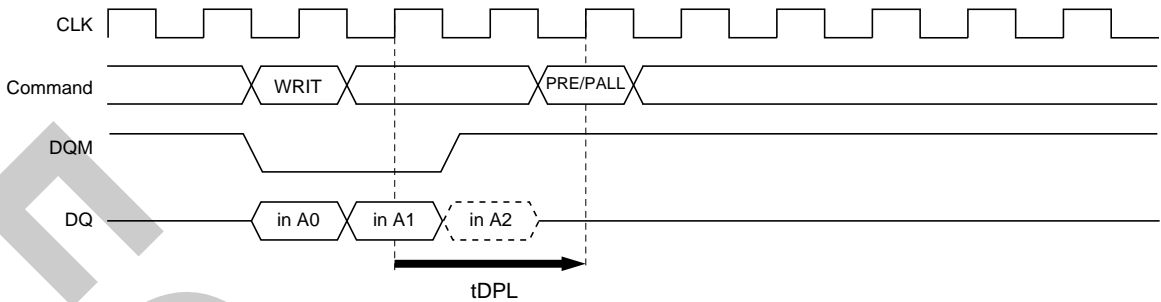 CLK
Command WRIT PRE/PALL
DQM
DQ in A0 in A1 in A2
tDPL